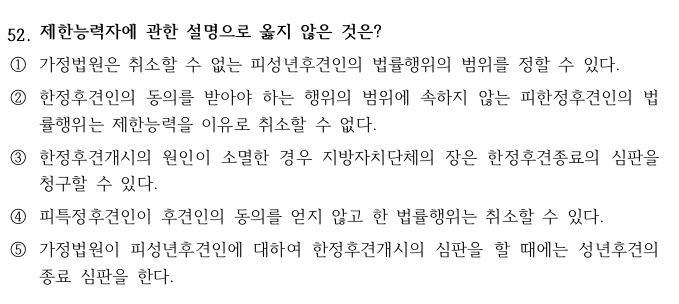 52. 제한능력자에 관한 설명으로 옳지 않은 것은?
① 가정법원은 취소할 수 없는 피성년후견인의 법률행위의 범위를 정할 수 있다.
② 한정후견인의 동의를 받아야 하는 행위의 범위에 속하지 않는 피한정후견인의 법
률행위는 제한능력을 이유로 취소할 수 없다.
③ 한정후견개시의 원인이 소멸한 경우 지방자치단체의 장은 한정후견종료의 심판을
청구할 수 있다.
④ 피특정후견인이 후견인의 동의를 얻지 않고 한 법률행위는 취소할 수 있다.
⑤ 가정법원이 피성년후견인에 대하여 한정후견개시의 심판을 할 때에는 성년후견의
종료 심판을 한다.